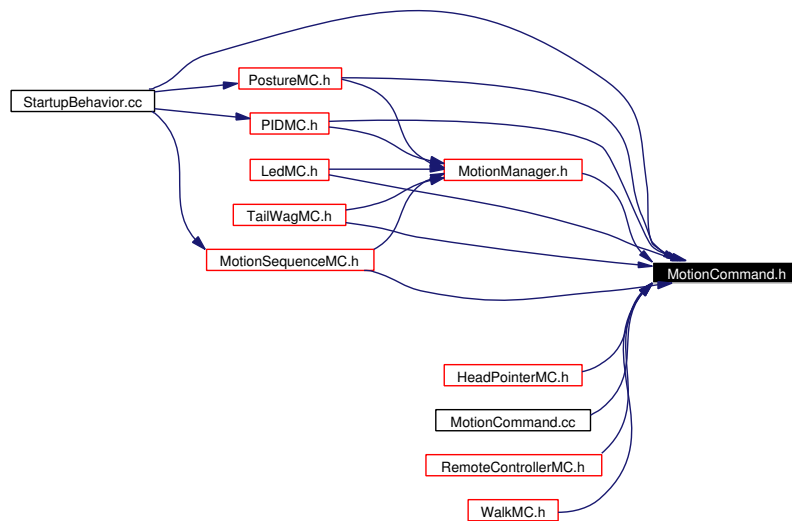 PostureMC.h
StartupBehavior.cc
PIDMC.h
LedMC.h
MotionManager.h
TailWagMC.h
MotionSequenceMC.h
MotionCommand.h
HeadPointerMC.h
MotionCommand.cc
RemoteControllerMC.h
WalkMC.h